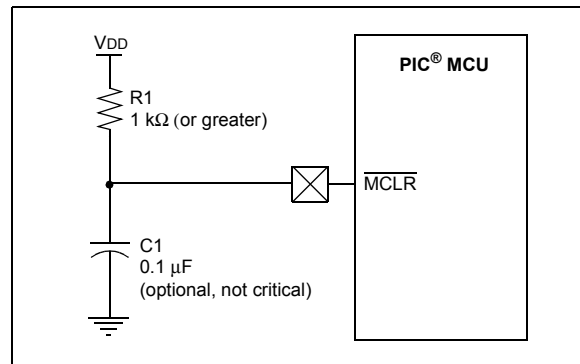 VDD
PIC® MCU
R1
1 kΩ (or greater)
MCLR
C1
0.1 μF
(optional, not critical)